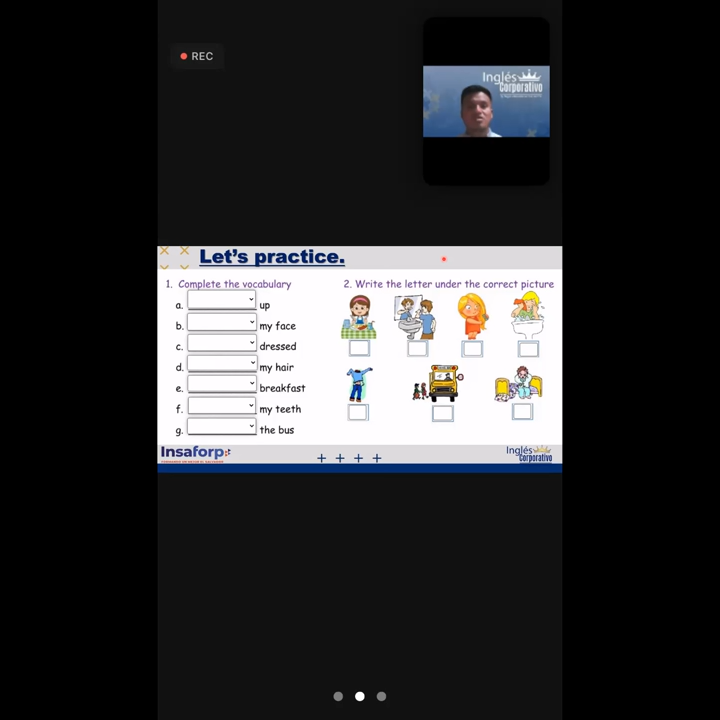 REC
Inglés
Corporativo
Let's practice.
1. Complete the vocabulary
a. up
b. my face
c. dressed
d. my hair
e. breakfast
f. my teeth
g. the bus
2. Write the letter under the correct picture
Insaforp
Inglés
Corporativo